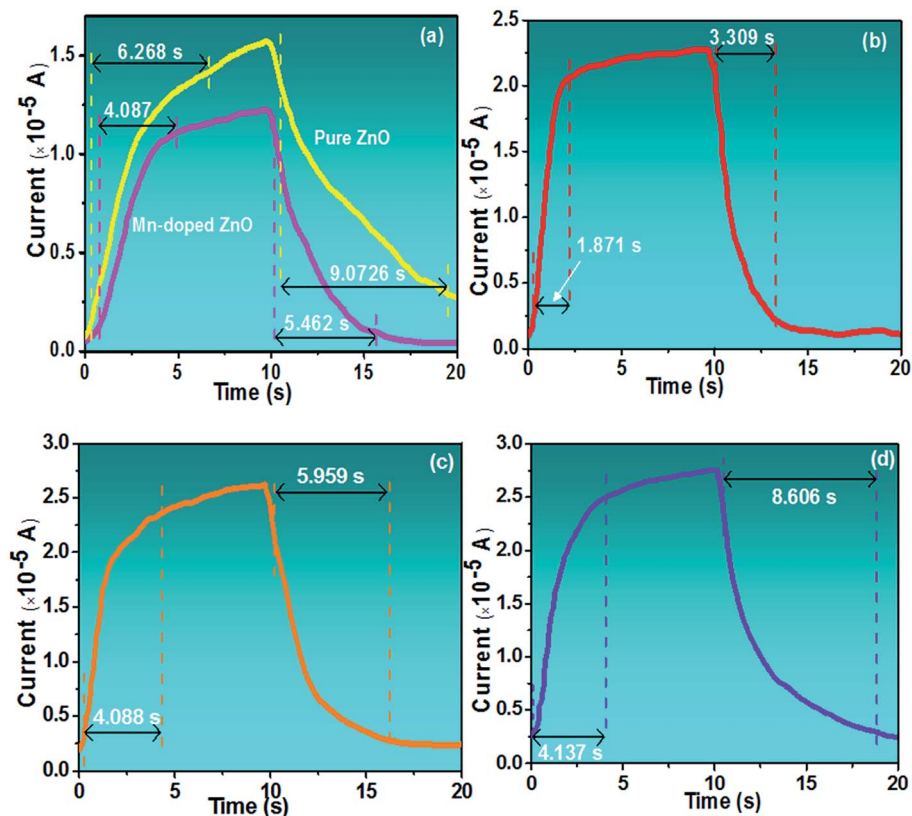 (a)
6.268 s
4.087
Pure ZnO
Mn-doped ZnO
9.0726 s
5.462 s
Current (×10⁻⁵ A)
1.5
1.0
0.5
0.0
0 5 10 15 20
Time (s)
(b)
3.309 s
1.871 s
Current (×10⁻⁵ A)
2.5
2.0
1.5
1.0
0.5
0.0
0 5 10 15 20
Time (s)
(c)
5.959 s
4.088 s
Current (×10⁻⁵ A)
3.0
2.5
2.0
1.5
1.0
0.5
0.0
0 5 10 15 20
Time (s)
(d)
8.606 s
4.137 s
Current (×10⁻⁵ A)
3.0
2.5
2.0
1.5
1.0
0.5
0.0
0 5 10 15 20
Time (s)